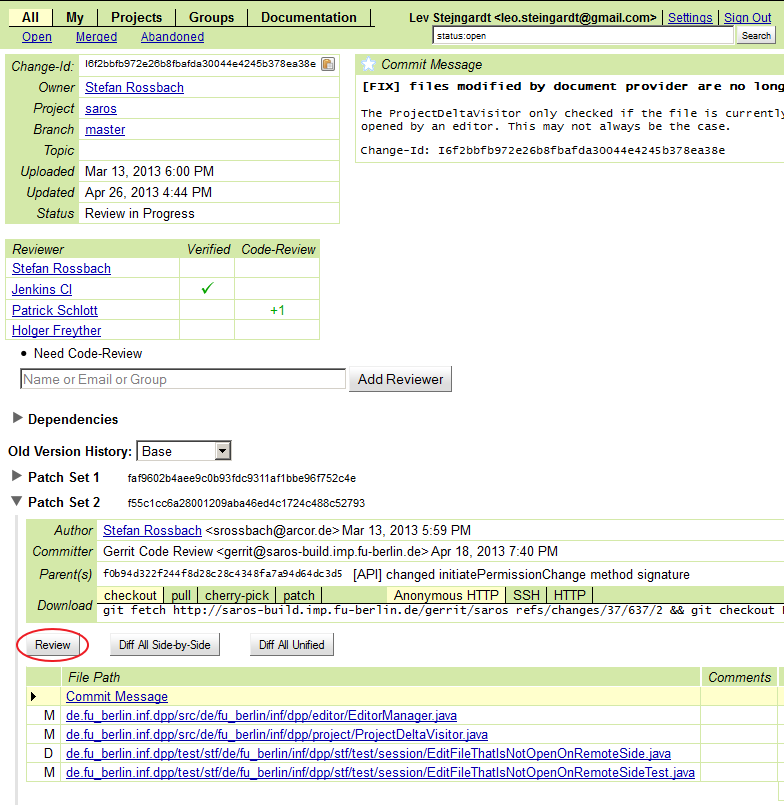 All My Projects Groups Documentation Lev Stejngardt <leo.steingardt@gmail.com> Settings Sign Out
Open Merged Abandoned status:open Search
Change-Id: I6f2bbfb972e26b8fbafda30044e4245b378ea38e
Owner Stefan Rossbach
Project saros
Branch master
Topic
Uploaded Mar 13, 2013 6:00 PM
Updated Apr 26, 2013 4:44 PM
Status Review in Progress
Commit Message
[FIX] files modified by document provider are no long
The ProjectDeltaVisitor only checked if the file is currently
opened by an editor. This may not always be the case.
Change-Id: I6f2bbfb972e26b8fbafda30044e4245b378ea38e
Reviewer Verified Code-Review
Stefan Rossbach
Jenkins CI ✓
Patrick Schlott +1
Holger Freyther
• Need Code-Review
Name or Email or Group Add Reviewer
Dependencies
Old Version History: Base
Patch Set 1 faf9602b4aee9c0b93fdc9311af1bbe96f752c4e
Patch Set 2 f55c1cc6a28001209aba46ed4c1724c488c52793
Author Stefan Rossbach <srossbach@arcor.de> Mar 13, 2013 5:59 PM
Committer Gerrit Code Review <gerrit@saros-build.imp.fu-berlin.de> Apr 18, 2013 7:40 PM
Parent(s) f0b94d322f244f8d28c28c4348fa7a94d64dc3d5 [API] changed initiatePermissionChange method signature
Download checkout pull cherry-pick patch Anonymous HTTP SSH HTTP
git fetch http://saros-build.imp.fu-berlin.de/gerrit/saros refs/changes/37/637/2 && git checkout
Review Diff All Side-by-Side Diff All Unified
File Path Comments
Commit Message
M de.fu_berlin.inf.dpp/src/de/fu_berlin/inf/dpp/editor/EditorManager.java
M de.fu_berlin.inf.dpp/src/de/fu_berlin/inf/dpp/project/ProjectDeltaVisitor.java
D de.fu_berlin.inf.dpp/test/stf/de/fu_berlin/inf/dpp/stf/test/session/EditFileThatIsNotOpenOnRemoteSide.java
M de.fu_berlin.inf.dpp/test/stf/de/fu_berlin/inf/dpp/stf/test/session/EditFileThatIsNotOpenOnRemoteSideTest.java